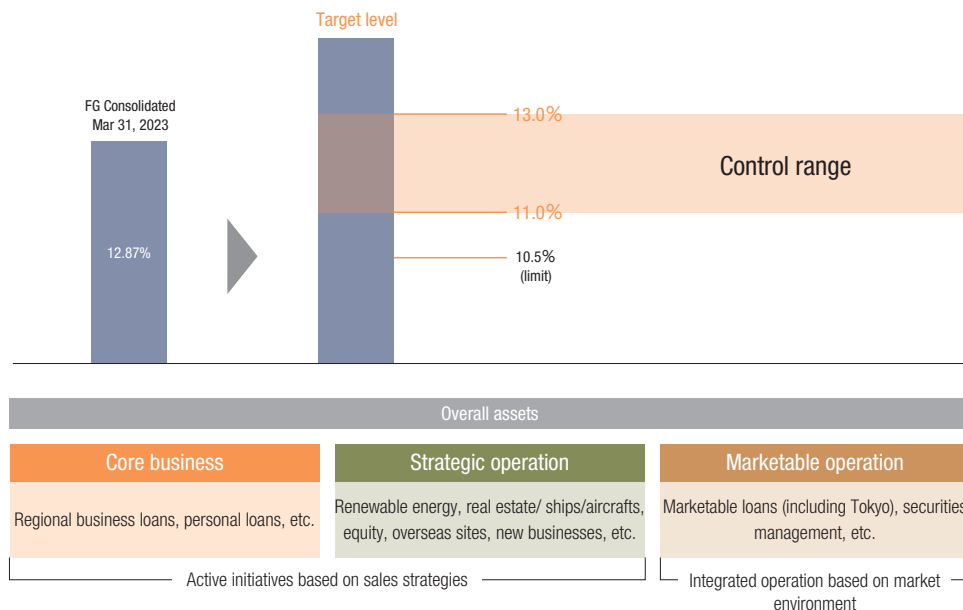 Target level
FG Consolidated
Mar 31, 2023
13.0%
Control range
11.0%
12.87%
10.5%
(limit)
Overall assets
Core business
Regional business loans, personal loans, etc.
Strategic operation
Renewable energy, real estate/ ships/aircrafts,
equity, overseas sites, new businesses, etc.
Marketable operation
Marketable loans (including Tokyo), securities
management, etc.
Active initiatives based on sales strategies
Integrated operation based on market
environment